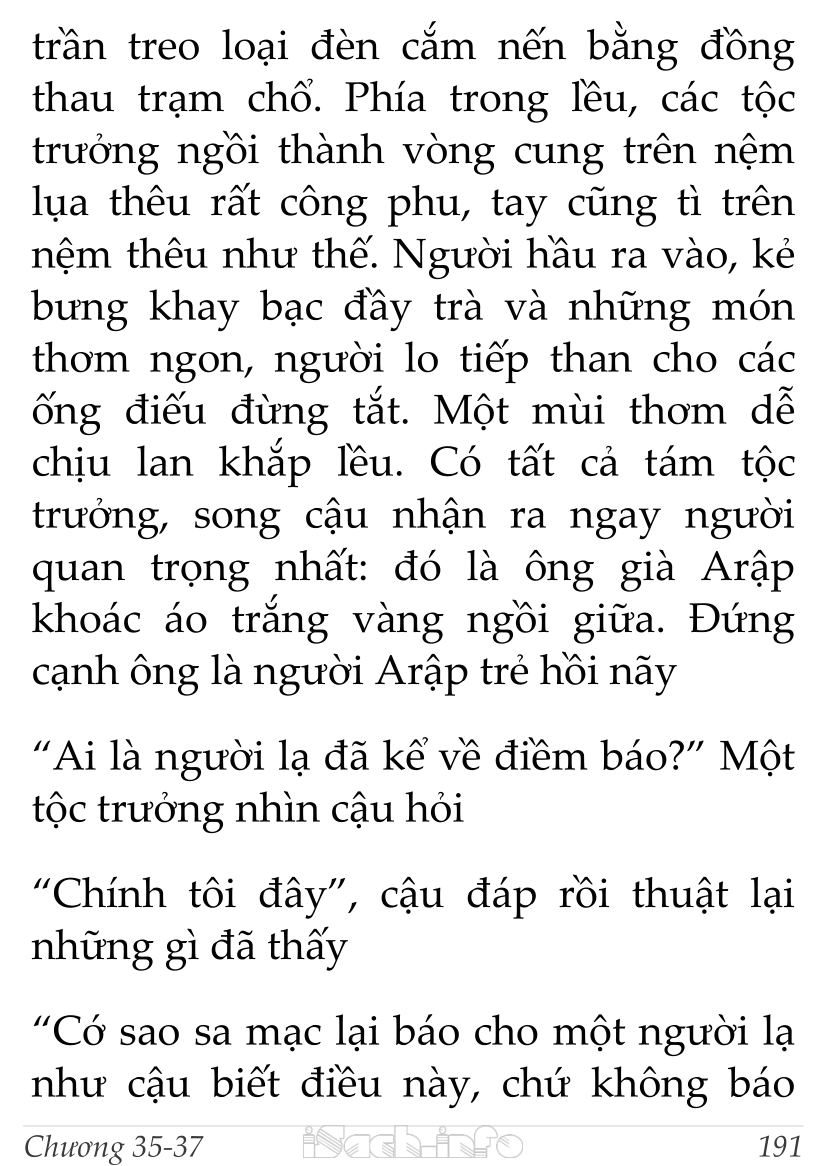 trần treo loại đèn cắm nến bằng đồng
thau trạm chổ. Phía trong lều, các tộc
trưởng ngồi thành vòng cung trên nệm
lụa thêu rất công phu, tay cũng tì trên
nệm thêu như thế. Người hầu ra vào, kẻ
bưng khay bạc đầy trà và những món
thơm ngon, người lo tiếp than cho các
ống điếu đừng tắt. Một mùi thơm dễ
chịu lan khắp lều. Có tất cả tám tộc
trưởng, song cậu nhận ra ngay người
quan trọng nhất: đó là ông già Arập
khoác áo trắng vàng ngồi giữa. Đứng
cạnh ông là người Arập trẻ hồi nãy
“Ai là người lạ đã kể về điềm báo?” Một
tộc trưởng nhìn cậu hỏi
“Chính tôi đây”, cậu đáp rồi thuật lại
những gì đã thấy
“Cớ sao sa mạc lại báo cho một người lạ
như cậu biết điều này, chứ không báo
Chương 35-37 iSach.info 191